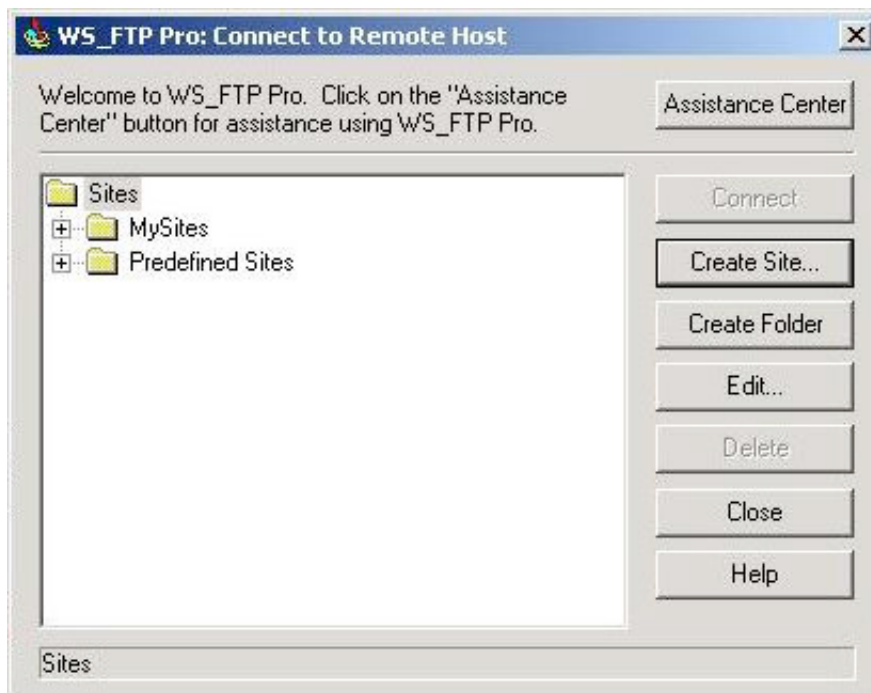 WS_FTP Pro: Connect to Remote Host
Welcome to WS_FTP Pro. Click on the "Assistance
Center" button for assistance using WS_FTP Pro.
Assistance Center
Sites
MySites
Predefined Sites
Connect
Create Site...
Create Folder
Edit...
Delete
Close
Help
Sites